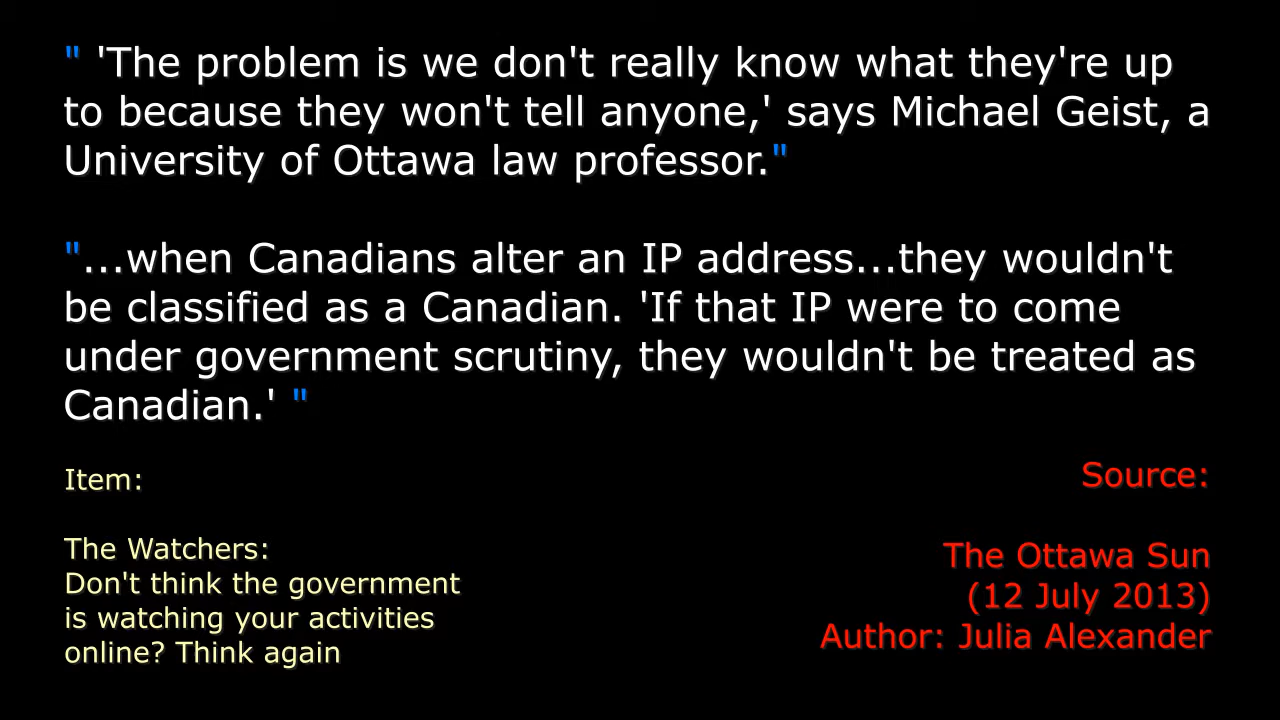 " 'The problem is we don't really know what they're up
to because they won't tell anyone,' says Michael Geist, a
University of Ottawa law professor."
"...when Canadians alter an IP address...they wouldn't
be classified as a Canadian. 'If that IP were to come
under government scrutiny, they wouldn't be treated as
Canadian.' "
Item:
The Watchers:
Don't think the government
is watching your activities
online? Think again
Source:
The Ottawa Sun
(12 July 2013)
Author: Julia Alexander